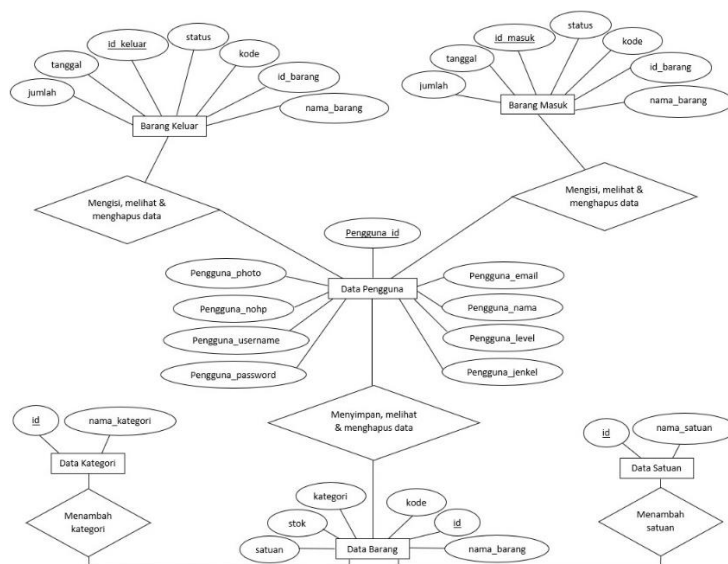 Id_keluar
status
kode
tanggal
id_barang
jumlah
nama_barang
Barang Keluar
id_masuk
status
kode
tanggal
id_barang
jumlah
nama_barang
Barang Masuk
Mengisi, melihat &
menghapus data
Mengisi, melihat &
menghapus data
Pengguna_id
Pengguna_photo
Pengguna_email
Data Pengguna
Pengguna_nohp
Pengguna_nama
Pengguna_username
Pengguna_level
Pengguna_password
Pengguna_jenkel
Menyimpan, melihat
& menghapus data
id
nama_kategori
Data Kategori
Menambah
kategori
id
nama_satuan
Data Satuan
Menambah
satuan
kategori
kode
stok
id
satuan
Data Barang
nama_barang